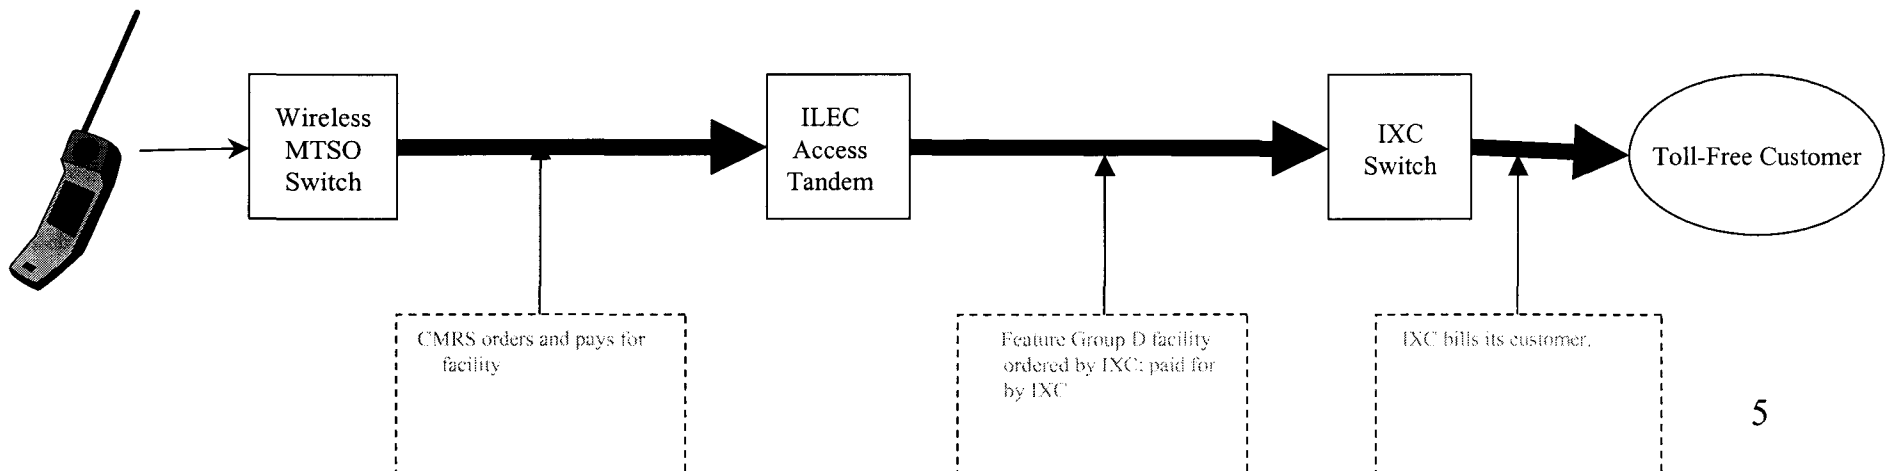 Wireless
MTSO
Switch
ILEC
Access
Tandem
IXC
Switch
Toll-Free Customer
CMRS orders and pays for
facility
Feature Group D facility
ordered by IXC; paid for
by IXC
IXC bills its customer.
5